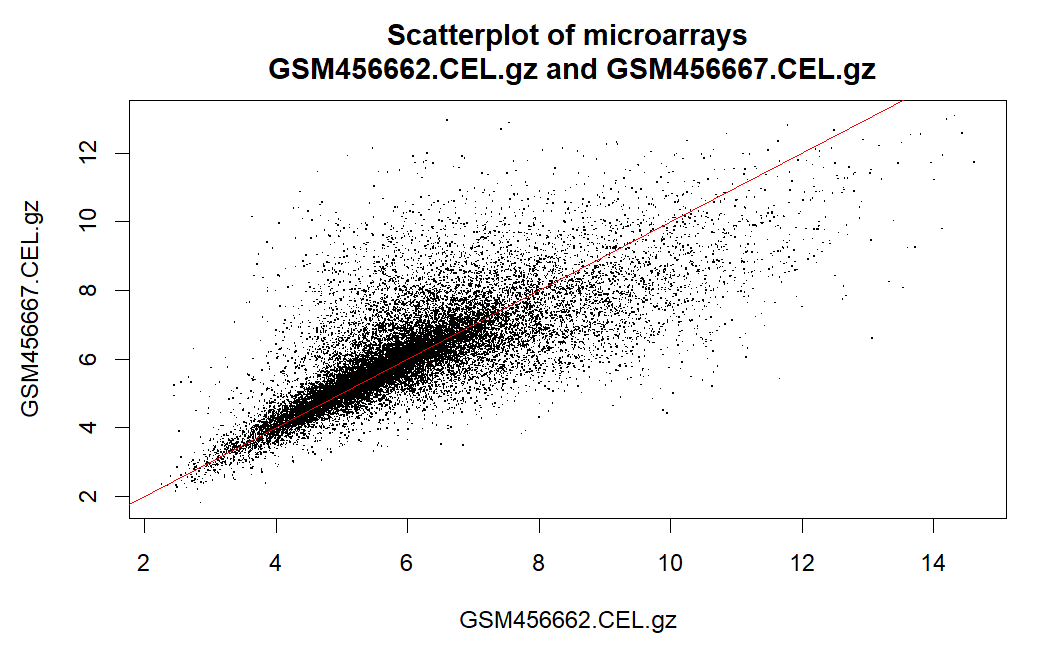 Scatterplot of microarrays
GSM456662.CEL.gz and GSM456667.CEL.gz
GSM456667.CEL.gz
12
10
8
6
4
2
2 4 6 8 10 12 14
GSM456662.CEL.gz